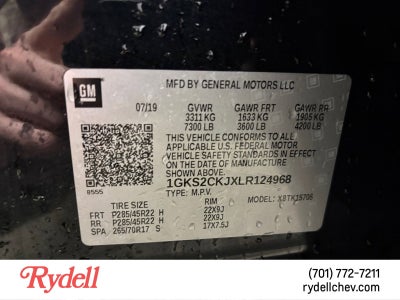 GM
MFD BY GENERAL MOTORS LLC
07/19 GVWR GAWR FRT GAWR RR
3311 KG 1633 KG 1905 KG
7300 LB 3600 LB 4200 LB
THIS VEHICLE CONFORMS TO ALL
APPLICABLE U.S. FEDERAL MOTOR
VEHICLE SAFETY STANDARDS IN EFFECT ON THE
DATE OF MANUFACTURE SHOWN ABOVE.
1GKS2CKJXLR124968
8555
TYPE: M.P.V. X8TK15706
RIM
FRT P285/45R22 H 22X9J
RR P285/45R22 H 22X9J
SPA 265/70R17 S 17X7.5J
Rydell
(701) 772-7211
rydellchev.com